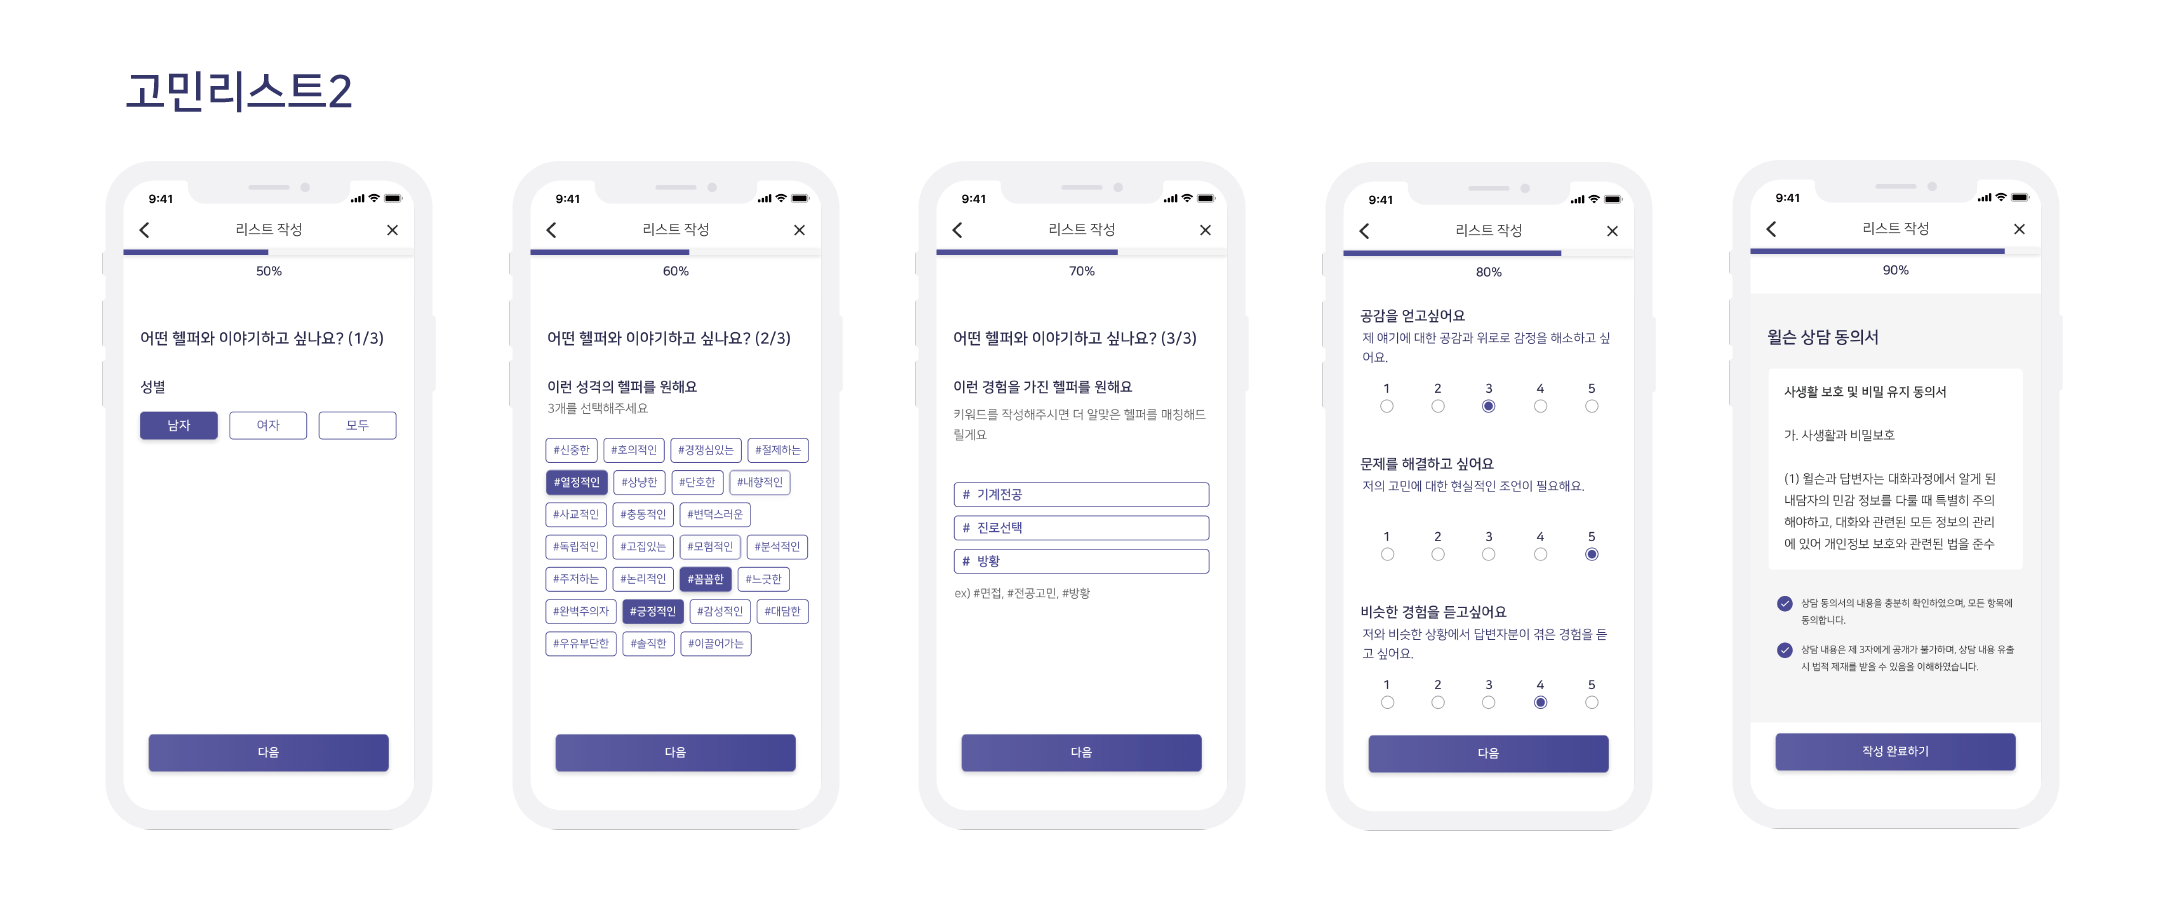 고민리스트2
9:41
리스트 작성
50%
어떤 헬퍼와 이야기하고 싶나요? (1/3)
성별
남자
여자
모두
다음
9:41
리스트 작성
60%
어떤 헬퍼와 이야기하고 싶나요? (2/3)
이런 성격의 헬퍼를 원해요
3개를 선택해주세요
#신중한 #호의적인 #경쟁심있는 #절제하는
#열정적인 #상냥한 #단호한 #내향적인
#사교적인 #충동적인 #변덕스러운
#독립적인 #고집있는 #모험적인 #분석적인
#주저하는 #논리적인 #꼼꼼한 #느긋한
#완벽주의자 #긍정적인 #감성적인 #대담한
#우유부단한 #솔직한 #이끌어가는
다음
9:41
리스트 작성
70%
어떤 헬퍼와 이야기하고 싶나요? (3/3)
이런 경험을 가진 헬퍼를 원해요
키워드를 작성해주시면 더 알맞은 헬퍼를 매칭해드
릴게요
# 기계전공
# 진로선택
# 방황
ex) #면접, #전공고민, #방황
다음
9:41
리스트 작성
80%
공감을 얻고싶어요
제 얘기에 대한 공감과 위로로 감정을 해소하고 싶
어요.
1 2 3 4 5
문제를 해결하고 싶어요
저의 고민에 대한 현실적인 조언이 필요해요.
1 2 3 4 5
비슷한 경험을 듣고싶어요
저와 비슷한 상황에서 답변자분이 겪은 경험을 듣
고 싶어요.
1 2 3 4 5
다음
9:41
리스트 작성
90%
윌슨 상담 동의서
사생활 보호 및 비밀 유지 동의서
가. 사생활과 비밀보호
(1) 윌슨과 답변자는 대화과정에서 알게 된
내담자의 민감 정보를 다룰 때 특별히 주의
해야하고, 대화와 관련된 모든 정보의 관리
에 있어 개인정보 보호와 관련된 법을 준수
상담 동의서의 내용을 충분히 확인하였으며, 모든 항목에
동의합니다.
상담 내용은 제 3자에게 공개가 불가하며, 상담 내용 유출
시 법적 제재를 받을 수 있음을 이해하였습니다.
작성 완료하기